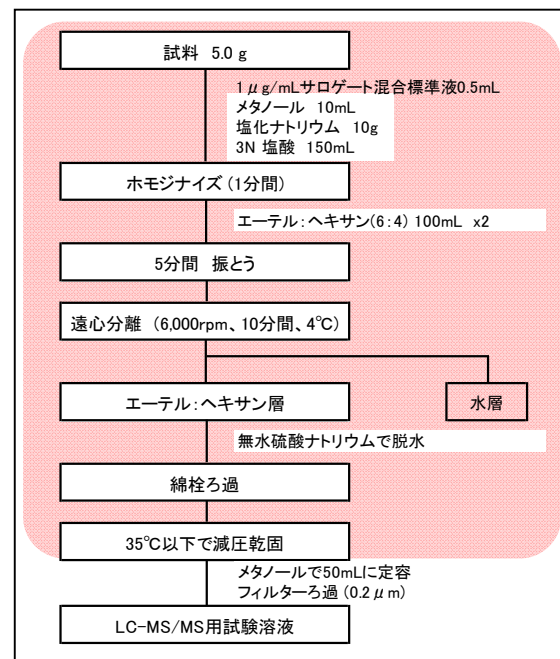 試料 5.0 g
1μg/mLサロゲート混合標準液0.5mL
メタノール 10mL
塩化ナトリウム 10g
3N 塩酸 150mL
ホモジナイズ (1分間)
エーテル:ヘキサン(6:4) 100mL x2
5分間 振とう
遠心分離 (6,000rpm、10分間、4℃)
エーテル:ヘキサン層
水層
無水硫酸ナトリウムで脱水
綿栓ろ過
35℃以下で減圧乾固
メタノールで50mLに定容
フィルターろ過 (0.2μm)
LC-MS/MS用試験溶液